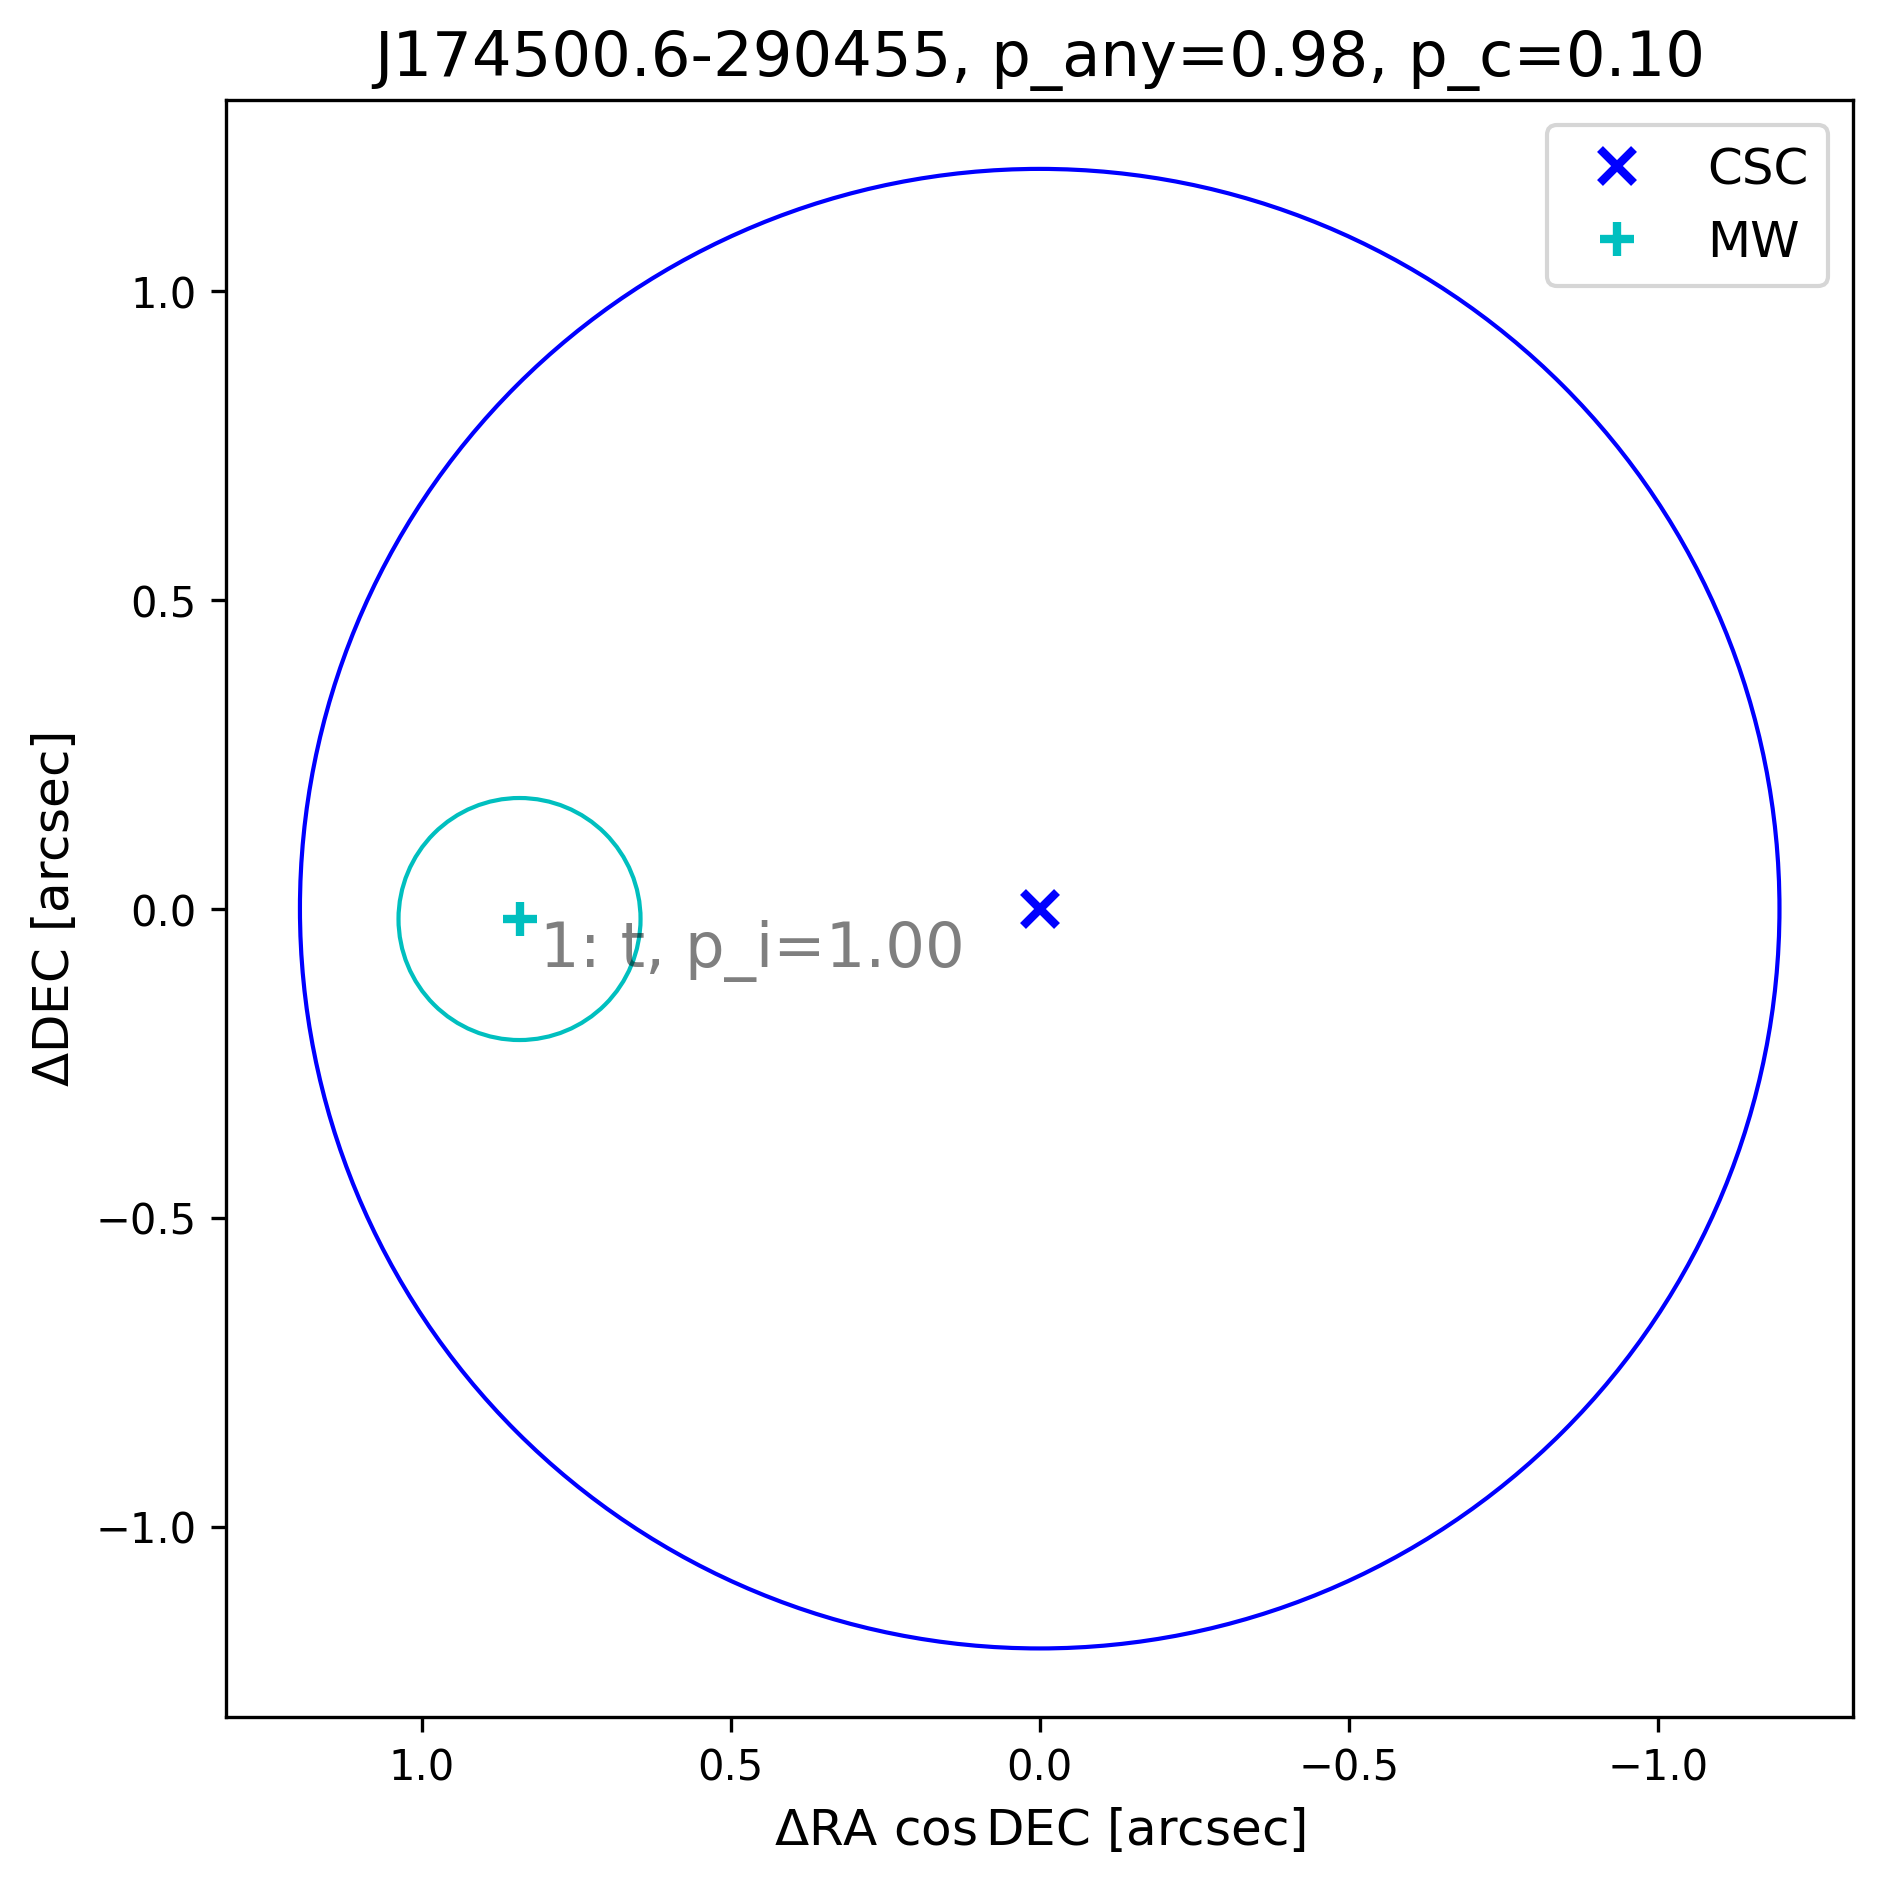 J174500.6-290455, p_any=0.98, p_c=0.10
CSC
MW
1.0
0.5
0.0
−0.5
−1.0
ΔDEC [arcsec]
1: t, p_i=1.00
1.0
0.5
0.0
−0.5
−1.0
ΔRA cos DEC [arcsec]